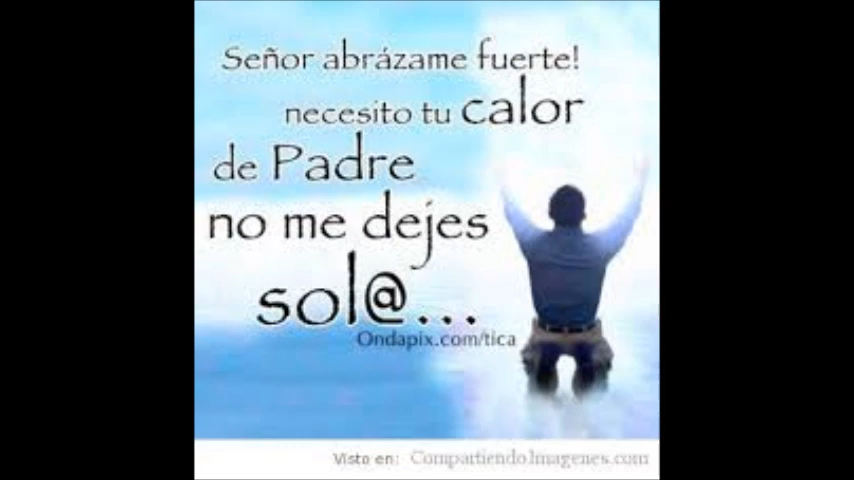 Señor abrázame fuerte!
necesito tu calor
de Padre
no me dejes
sol@...
Ondapix.com/tica
Visto en: CompartiendoImagenes.com